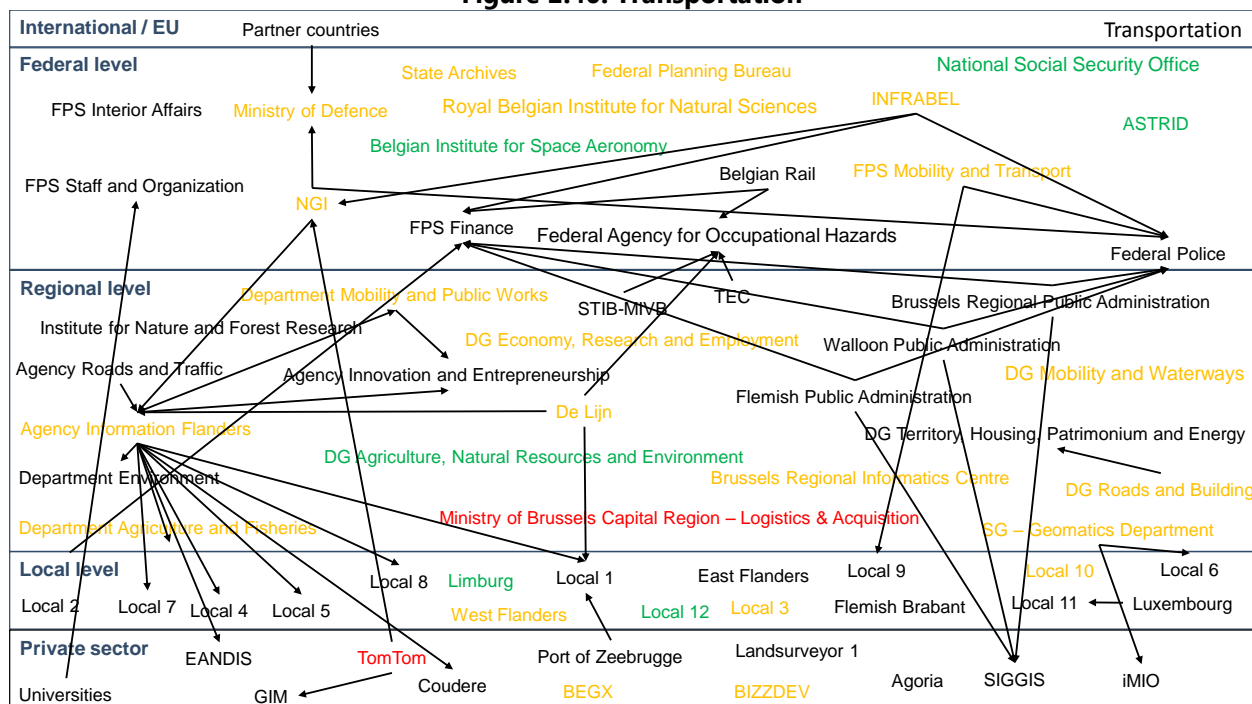 Figure 2.40: Transportation
International / EU
Partner countries
Transportation
Federal level
State Archives
Federal Planning Bureau
National Social Security Office
FPS Interior Affairs
Ministry of Defence
Royal Belgian Institute for Natural Sciences
INFRABEL
ASTRID
Belgian Institute for Space Aeronomy
FPS Staff and Organization
NGI
Belgian Rail
FPS Mobility and Transport
FPS Finance
Federal Agency for Occupational Hazards
Federal Police
Regional level
Department Mobility and Public Works
STIB-MIVB
TEC
Brussels Regional Public Administration
Institute for Nature and Forest Research
DG Economy, Research and Employment
Walloon Public Administration
Agency Roads and Traffic
Agency Innovation and Entrepreneurship
DG Mobility and Waterways
Flemish Public Administration
De Lijn
Agency Information Flanders
DG Territory, Housing, Patrimonium and Energy
DG Agriculture, Natural Resources and Environment
Department Environment
Brussels Regional Informatics Centre
DG Roads and Building
Department Agriculture and Fisheries
Ministry of Brussels Capital Region – Logistics & Acquisition
SG – Geomatics Department
Local level
Local 8
Limburg
Local 1
East Flanders
Local 9
Local 10
Local 6
Local 2
Local 7
Local 4
Local 5
West Flanders
Local 12
Local 3
Flemish Brabant
Local 11
Luxembourg
Private sector
EANDIS
TomTom
Port of Zeebrugge
Landsurveyor 1
Universities
GIM
Coudere
BEGX
BIZZDEV
Agoria
SIGGIS
iMIO